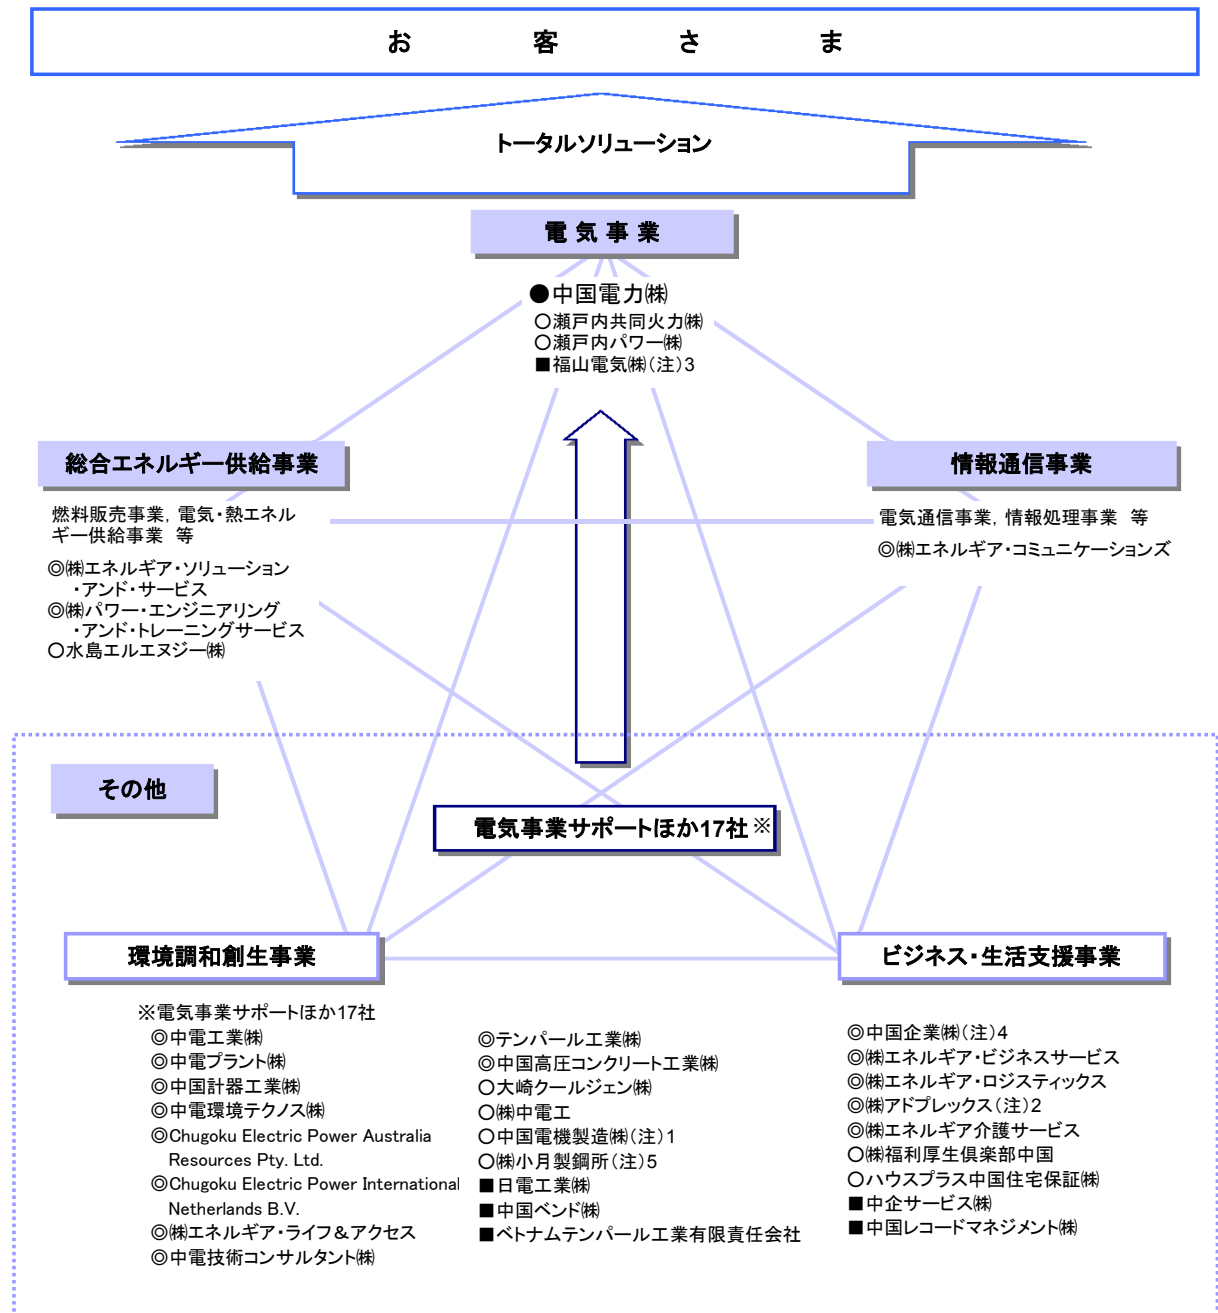 お客さま
トータルソリューション
電気事業
●中国電力㈱
○瀬戸内共同火力㈱
○瀬戸内パワー㈱
■福山電気㈱(注)3
総合エネルギー供給事業
燃料販売事業，電気・熱エネル
ギー供給事業　等
◎㈱エネルギア・ソリューション
・アンド・サービス
◎㈱パワー・エンジニアリング
・アンド・トレーニングサービス
○水島エルエヌジー㈱
情報通信事業
電気通信事業，情報処理事業　等
◎㈱エネルギア・コミュニケーションズ
その他
電気事業サポートほか17社※
環境調和創生事業
ビジネス・生活支援事業
※電気事業サポートほか17社
◎中電工業㈱
◎中電プラント㈱
◎中国計器工業㈱
◎中電環境テクノス㈱
◎Chugoku Electric Power Australia
Resources Pty. Ltd.
◎Chugoku Electric Power International
Netherlands B.V.
◎㈱エネルギア・ライフ＆アクセス
◎中電技術コンサルタント㈱
◎テンパール工業㈱
◎中国高圧コンクリート工業㈱
○大崎クールジェン㈱
○㈱中電工
○中国電機製造㈱(注)1
○㈱小月製鋼所(注)5
■日電工業㈱
■中国ベンド㈱
■ベトナムテンパール工業有限責任会社
◎中国企業㈱(注)4
◎㈱エネルギア・ビジネスサービス
◎㈱エネルギア・ロジスティックス
◎㈱アドプレックス(注)2
◎㈱エネルギア介護サービス
○㈱福利厚生倶楽部中国
○ハウスプラス中国住宅保証㈱
■中企サービス㈱
■中国レコードマネジメント㈱